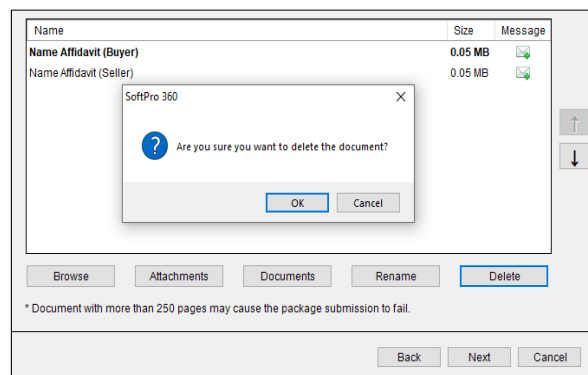 Name Size Message
Name Affidavit (Buyer) 0.05 MB
Name Affidavit (Seller) 0.05 MB
SoftPro 360
Are you sure you want to delete the document?
OK Cancel
Browse Attachments Documents Rename Delete
* Document with more than 250 pages may cause the package submission to fail.
Back Next Cancel